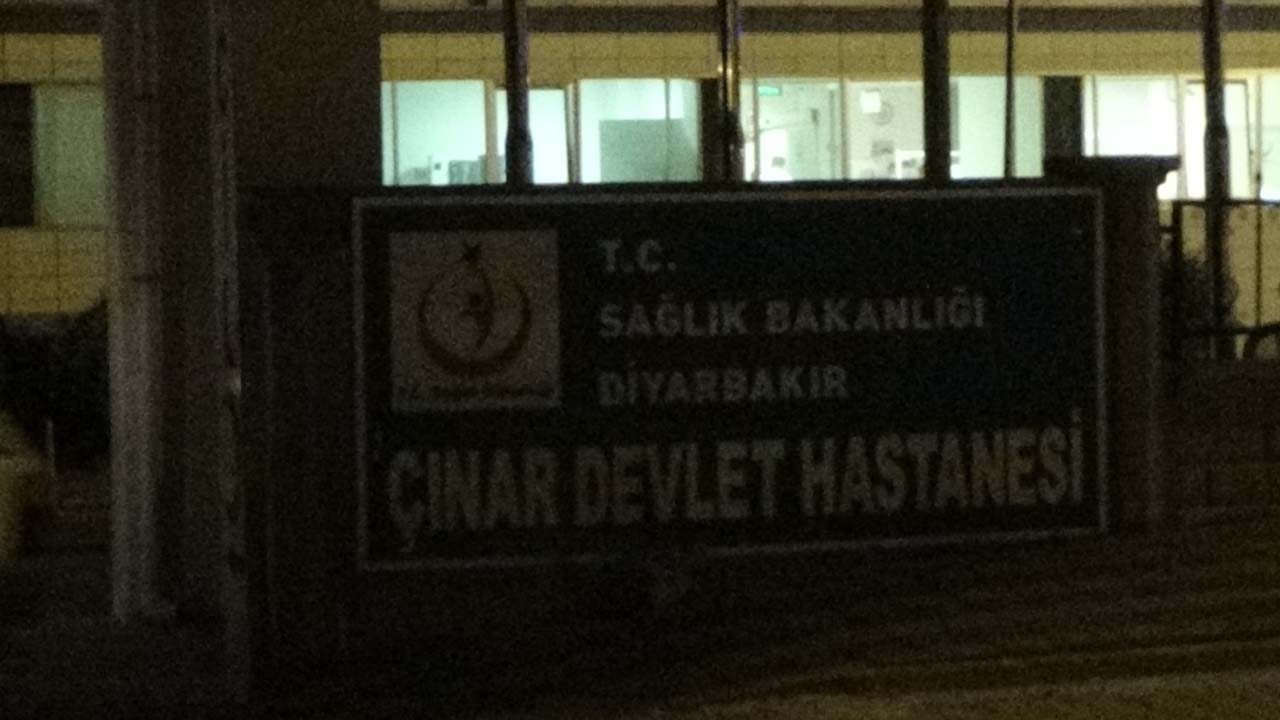 T.C.
SAĞLIK BAKANLIĞI
DİYARBAKIR
ÇINAR DEVLET HASTANESİ